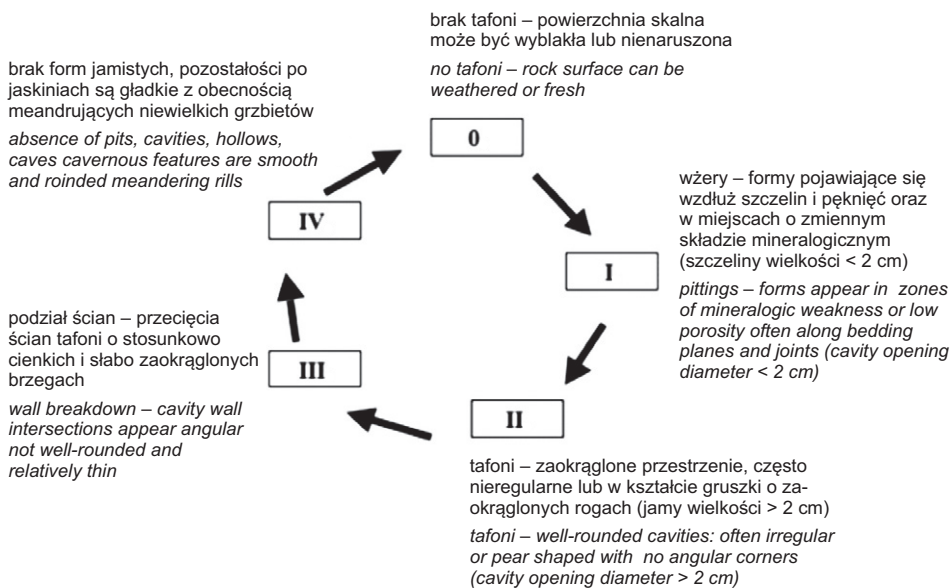 brak tafoni – powierzchnia skalna
może być wyblakła lub nienaruszona
no tafoni – rock surface can be
weathered or fresh
0
wżery – formy pojawiające się
wzdłuż szczelin i pęknięć oraz
w miejscach o zmiennym
składzie mineralogicznym
(szczeliny wielkości < 2 cm)
pittings – forms appear in zones
of mineralogic weakness or low
porosity often along bedding
planes and joints (cavity opening
diameter < 2 cm)
I
II
tafoni – zaokrąglone przestrzenie, często
nieregularne lub w kształcie gruszki o za-
okrąglonych rogach (jamy wielkości > 2 cm)
tafoni – well-rounded cavities: often irregular
or pear shaped with no angular corners
(cavity opening diameter > 2 cm)
podział ścian – przecięcia
ścian tafoni o stosunkowo
cienkich i słabo zaokrąglonych
brzegach
wall breakdown – cavity wall
intersections appear angular
not well-rounded and
relatively thin
III
brak form jamistych, pozostałości po
jaskiniach są gładkie z obecnością
meandrujących niewielkich grzbietów
absence of pits, cavities, hollows,
caves cavernous features are smooth
and roinded meandering rills
IV